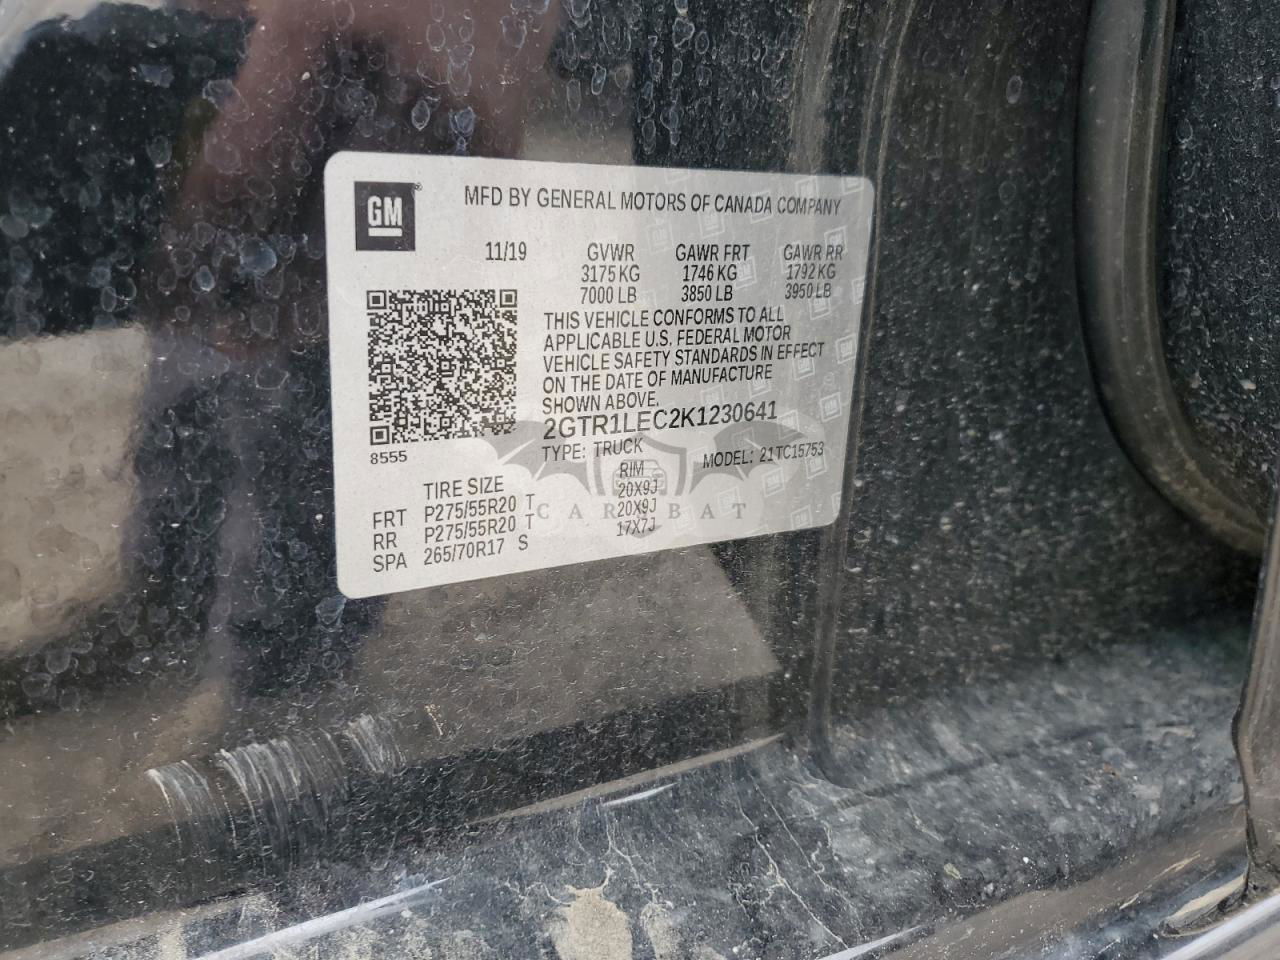 GM
MFD BY GENERAL MOTORS OF CANADA COMPANY
11/19 GVWR GAWR FRT GAWR RR
3175 KG 1746 KG 1792 KG
7000 LB 3850 LB 3950 LB
THIS VEHICLE CONFORMS TO ALL
APPLICABLE U.S. FEDERAL MOTOR
VEHICLE SAFETY STANDARDS IN EFFECT
ON THE DATE OF MANUFACTURE
SHOWN ABOVE.
2GTR1LEC2K1230641
8555 TYPE: TRUCK MODEL: 21TC15753
TIRE SIZE RIM
FRT P275/55R20 T 20X9J
RR P275/55R20 T 20X9J
SPA 265/70R17 S 17X7J
CAR BAT